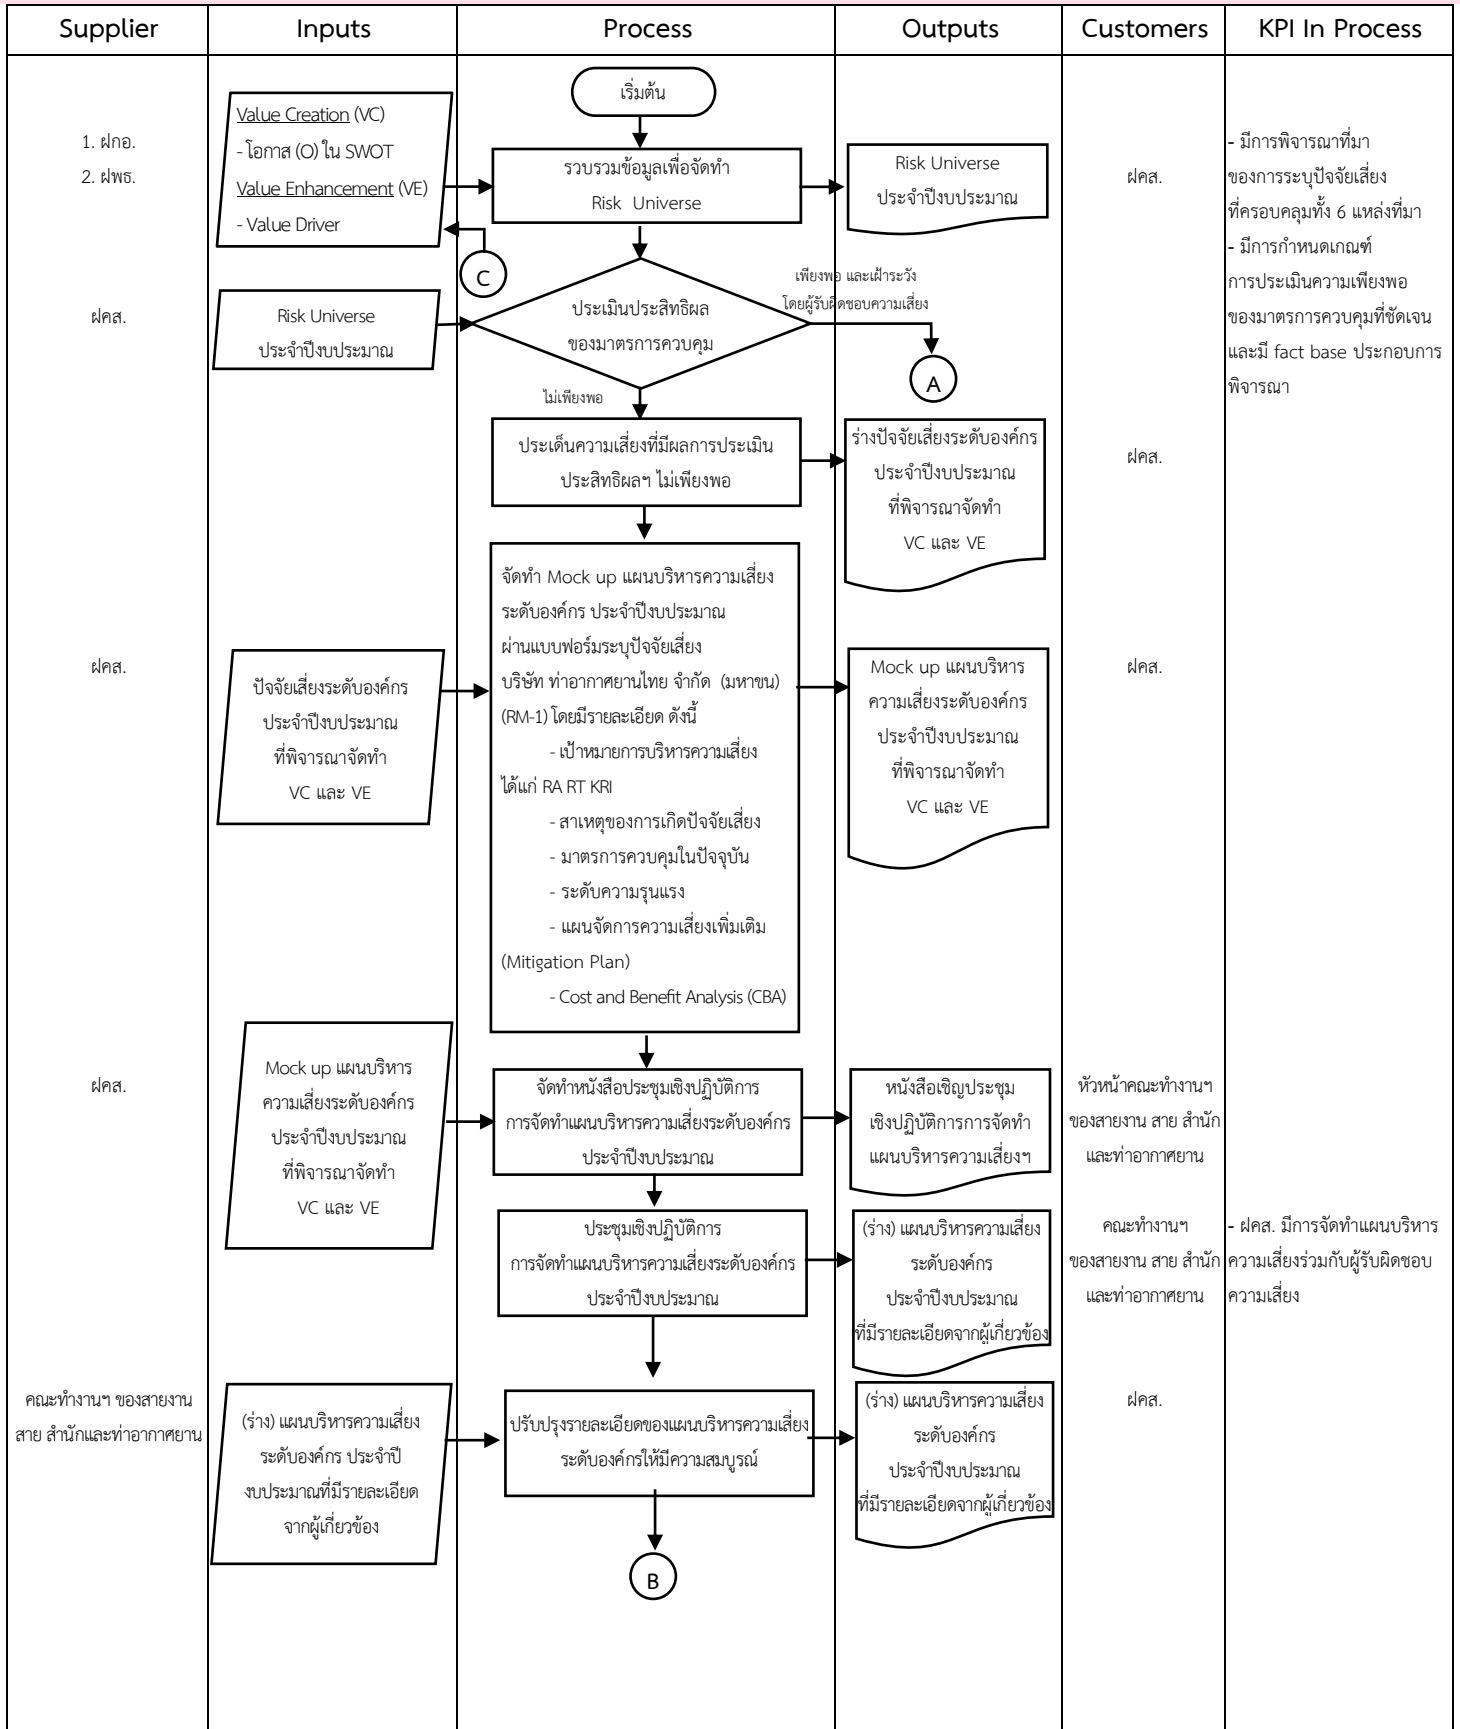 Supplier
Inputs
Process
Outputs
Customers
KPI In Process
1. ฝกอ.
2. ฝพธ.
Value Creation (VC)
- โอกาส (O) ใน SWOT
Value Enhancement (VE)
- Value Driver
เริ่มต้น
รวบรวมข้อมูลเพื่อจัดทำ
Risk Universe
Risk Universe
ประจำปีงบประมาณ
ฝคส.
- มีการพิจารณาที่มา
ของการระบุปัจจัยเสี่ยง
ที่ครอบคลุมทั้ง 6 แหล่งที่มา
- มีการกำหนดเกณฑ์
การประเมินความเพียงพอ
ของมาตรการควบคุมที่ชัดเจน
และมี fact base ประกอบการ
พิจารณา
C
ฝคส.
Risk Universe
ประจำปีงบประมาณ
ประเมินประสิทธิผล
ของมาตรการควบคุม
เพียงพอ และเฝ้าระวัง
โดยผู้รับผิดชอบความเสี่ยง
A
ไม่เพียงพอ
ประเด็นความเสี่ยงที่มีผลการประเมิน
ประสิทธิผลฯ ไม่เพียงพอ
ร่างปัจจัยเสี่ยงระดับองค์กร
ประจำปีงบประมาณ
ที่พิจารณาจัดทำ
VC และ VE
ฝคส.
ฝคส.
ปัจจัยเสี่ยงระดับองค์กร
ประจำปีงบประมาณ
ที่พิจารณาจัดทำ
VC และ VE
จัดทำ Mock up แผนบริหารความเสี่ยง
ระดับองค์กร ประจำปีงบประมาณ
ผ่านแบบฟอร์มระบุปัจจัยเสี่ยง
บริษัท ท่าอากาศยานไทย จำกัด (มหาขน)
(RM-1) โดยมีรายละเอียด ดังนี้
- เป้าหมายการบริหารความเสี่ยง
ได้แก่ RA RT KRI
- สาเหตุของการเกิดปัจจัยเสี่ยง
- มาตรการควบคุมในปัจจุบัน
- ระดับความรุนแรง
- แผนจัดการความเสี่ยงเพิ่มเติม
(Mitigation Plan)
- Cost and Benefit Analysis (CBA)
Mock up แผนบริหาร
ความเสี่ยงระดับองค์กร
ประจำปีงบประมาณ
ที่พิจารณาจัดทำ
VC และ VE
ฝคส.
ฝคส.
Mock up แผนบริหาร
ความเสี่ยงระดับองค์กร
ประจำปีงบประมาณ
ที่พิจารณาจัดทำ
VC และ VE
จัดทำหนังสือประชุมเชิงปฏิบัติการ
การจัดทำแผนบริหารความเสี่ยงระดับองค์กร
ประจำปีงบประมาณ
หนังสือเชิญประชุม
เชิงปฏิบัติการการจัดทำ
แผนบริหารความเสี่ยงฯ
หัวหน้าคณะทำงานฯ
ของสายงาน สาย สำนัก
และท่าอากาศยาน
ประชุมเชิงปฏิบัติการ
การจัดทำแผนบริหารความเสี่ยงระดับองค์กร
ประจำปีงบประมาณ
(ร่าง) แผนบริหารความเสี่ยง
ระดับองค์กร
ประจำปีงบประมาณ
ที่มีรายละเอียดจากผู้เกี่ยวข้อง
คณะทำงานฯ
ของสายงาน สาย สำนัก
และท่าอากาศยาน
- ฝคส. มีการจัดทำแผนบริหาร
ความเสี่ยงร่วมกับผู้รับผิดชอบ
ความเสี่ยง
คณะทำงานฯ ของสายงาน
สาย สำนักและท่าอากาศยาน
(ร่าง) แผนบริหารความเสี่ยง
ระดับองค์กร ประจำปี
งบประมาณที่มีรายละเอียด
จากผู้เกี่ยวข้อง
ปรับปรุงรายละเอียดของแผนบริหารความเสี่ยง
ระดับองค์กรให้มีความสมบูรณ์
(ร่าง) แผนบริหารความเสี่ยง
ระดับองค์กร
ประจำปีงบประมาณ
ที่มีรายละเอียดจากผู้เกี่ยวข้อง
ฝคส.
B